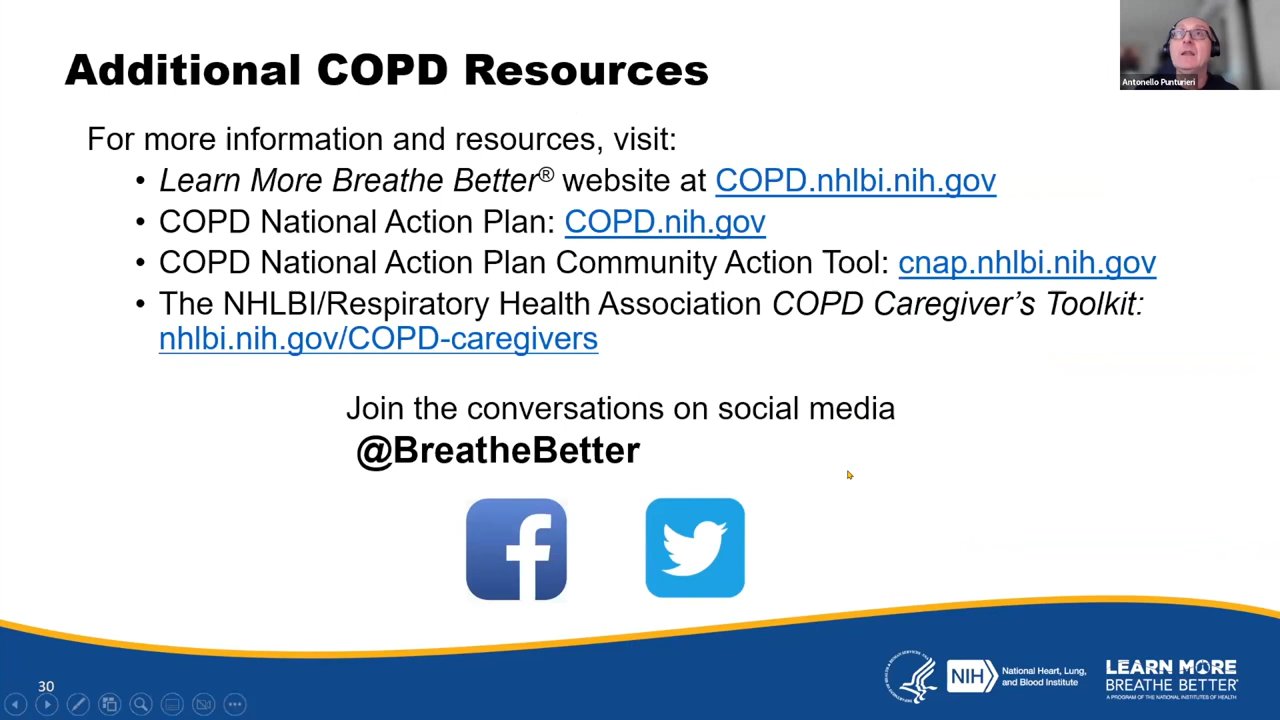 Additional COPD Resources
Antonello Punturieri
For more information and resources, visit:
• Learn More Breathe Better® website at COPD.nhlbi.nih.gov
• COPD National Action Plan: COPD.nih.gov
• COPD National Action Plan Community Action Tool: cnap.nhlbi.nih.gov
• The NHLBI/Respiratory Health Association COPD Caregiver’s Toolkit:
nhlbi.nih.gov/COPD-caregivers
Join the conversations on social media
@BreatheBetter
30
NIH
National Heart, Lung,
and Blood Institute
LEARN MORE
BREATHE BETTER®
A PROGRAM OF THE NATIONAL INSTITUTES OF HEALTH